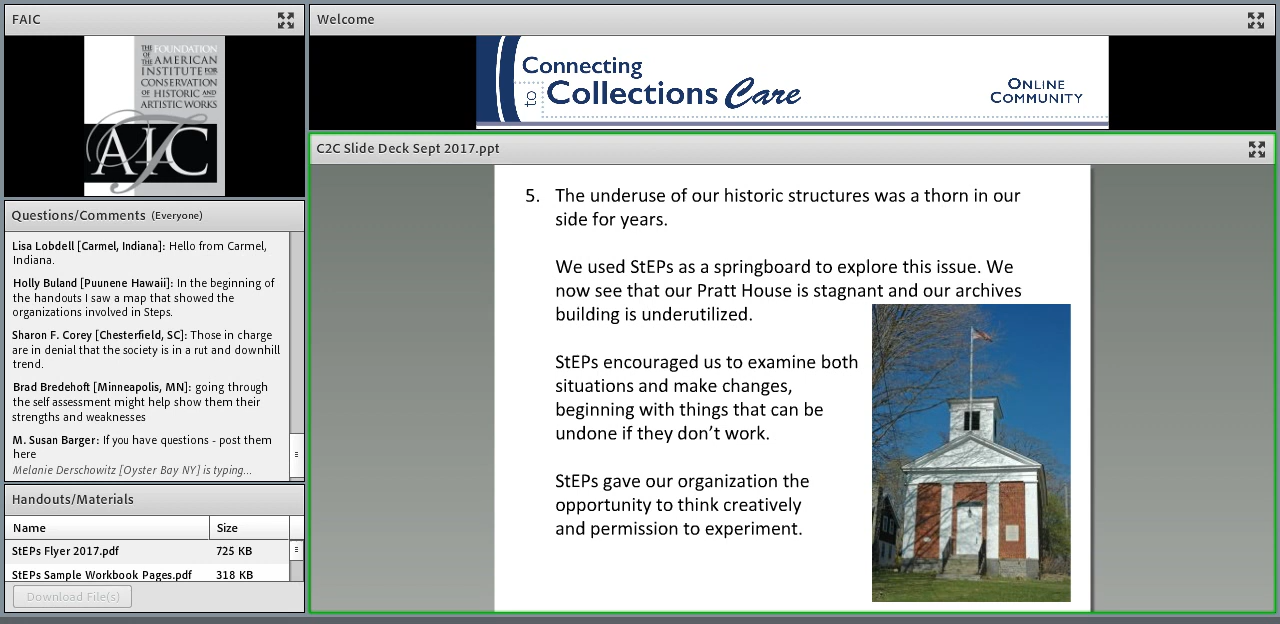 FAIC
THE FOUNDATION
OF THE AMERICAN
INSTITUTE FOR
CONSERVATION
OF HISTORIC AND
ARTISTIC WORKS
AIC
Questions/Comments (Everyone)
Lisa Lobdell [Carmel, Indiana]: Hello from Carmel,
Indiana.
Holly Buland [Puunene Hawaii]: In the beginning of
the handouts I saw a map that showed the
organizations involved in Steps.
Sharon F. Corey [Chesterfield, SC]: Those in charge
are in denial that the society is in a rut and downhill
trend.
Brad Bredehoft [Minneapolis, MN]: going through
the self assessment might help show them their
strengths and weaknesses
M. Susan Barger: If you have questions - post them
here
Melanie Derschowitz [Oyster Bay NY] is typing...
Handouts/Materials
Name Size
StEPs Flyer 2017.pdf 725 KB
StEPs Sample Workbook Pages.pdf 318 KB
Download File(s)
Welcome
Connecting
to Collections Care
ONLINE
COMMUNITY
C2C Slide Deck Sept 2017.ppt
5. The underuse of our historic structures was a thorn in our
side for years.
We used StEPs as a springboard to explore this issue. We
now see that our Pratt House is stagnant and our archives
building is underutilized.
StEPs encouraged us to examine both
situations and make changes,
beginning with things that can be
undone if they don’t work.
StEPs gave our organization the
opportunity to think creatively
and permission to experiment.